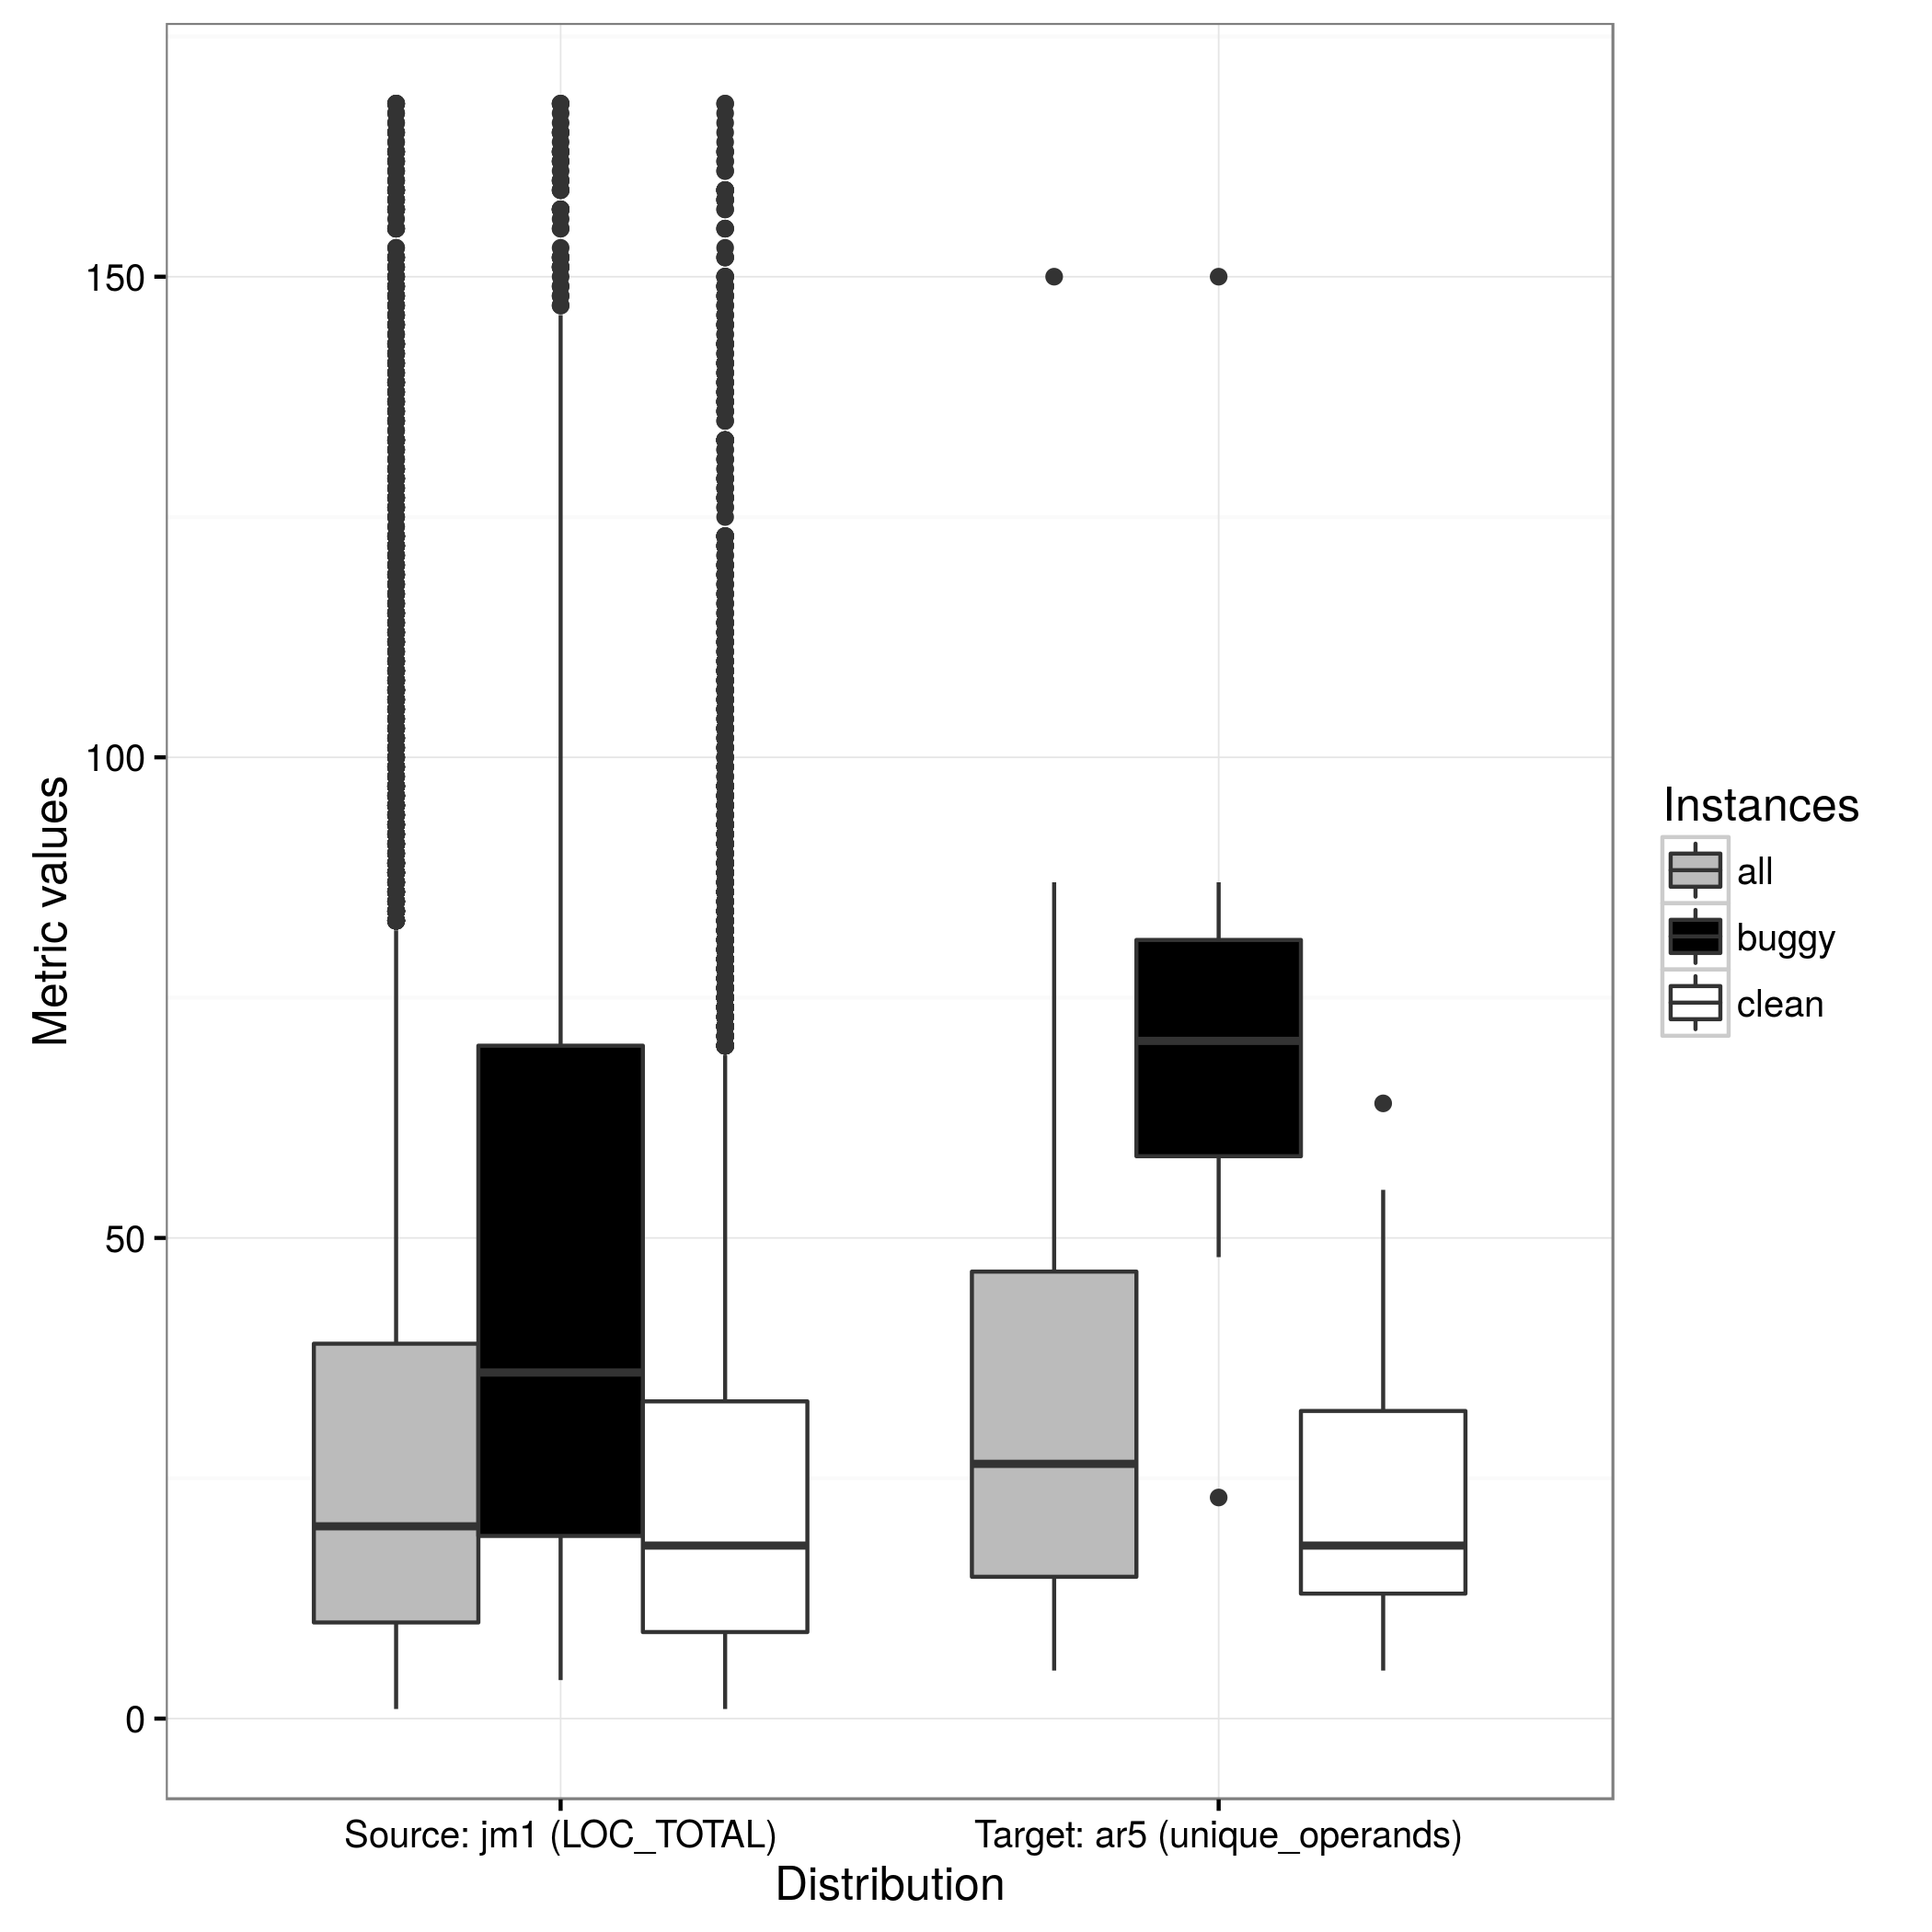 150
100
50
0
Metric values
Source: jm1 (LOC_TOTAL)
Target: ar5 (unique_operands)
Distribution
Instances
all
buggy
clean